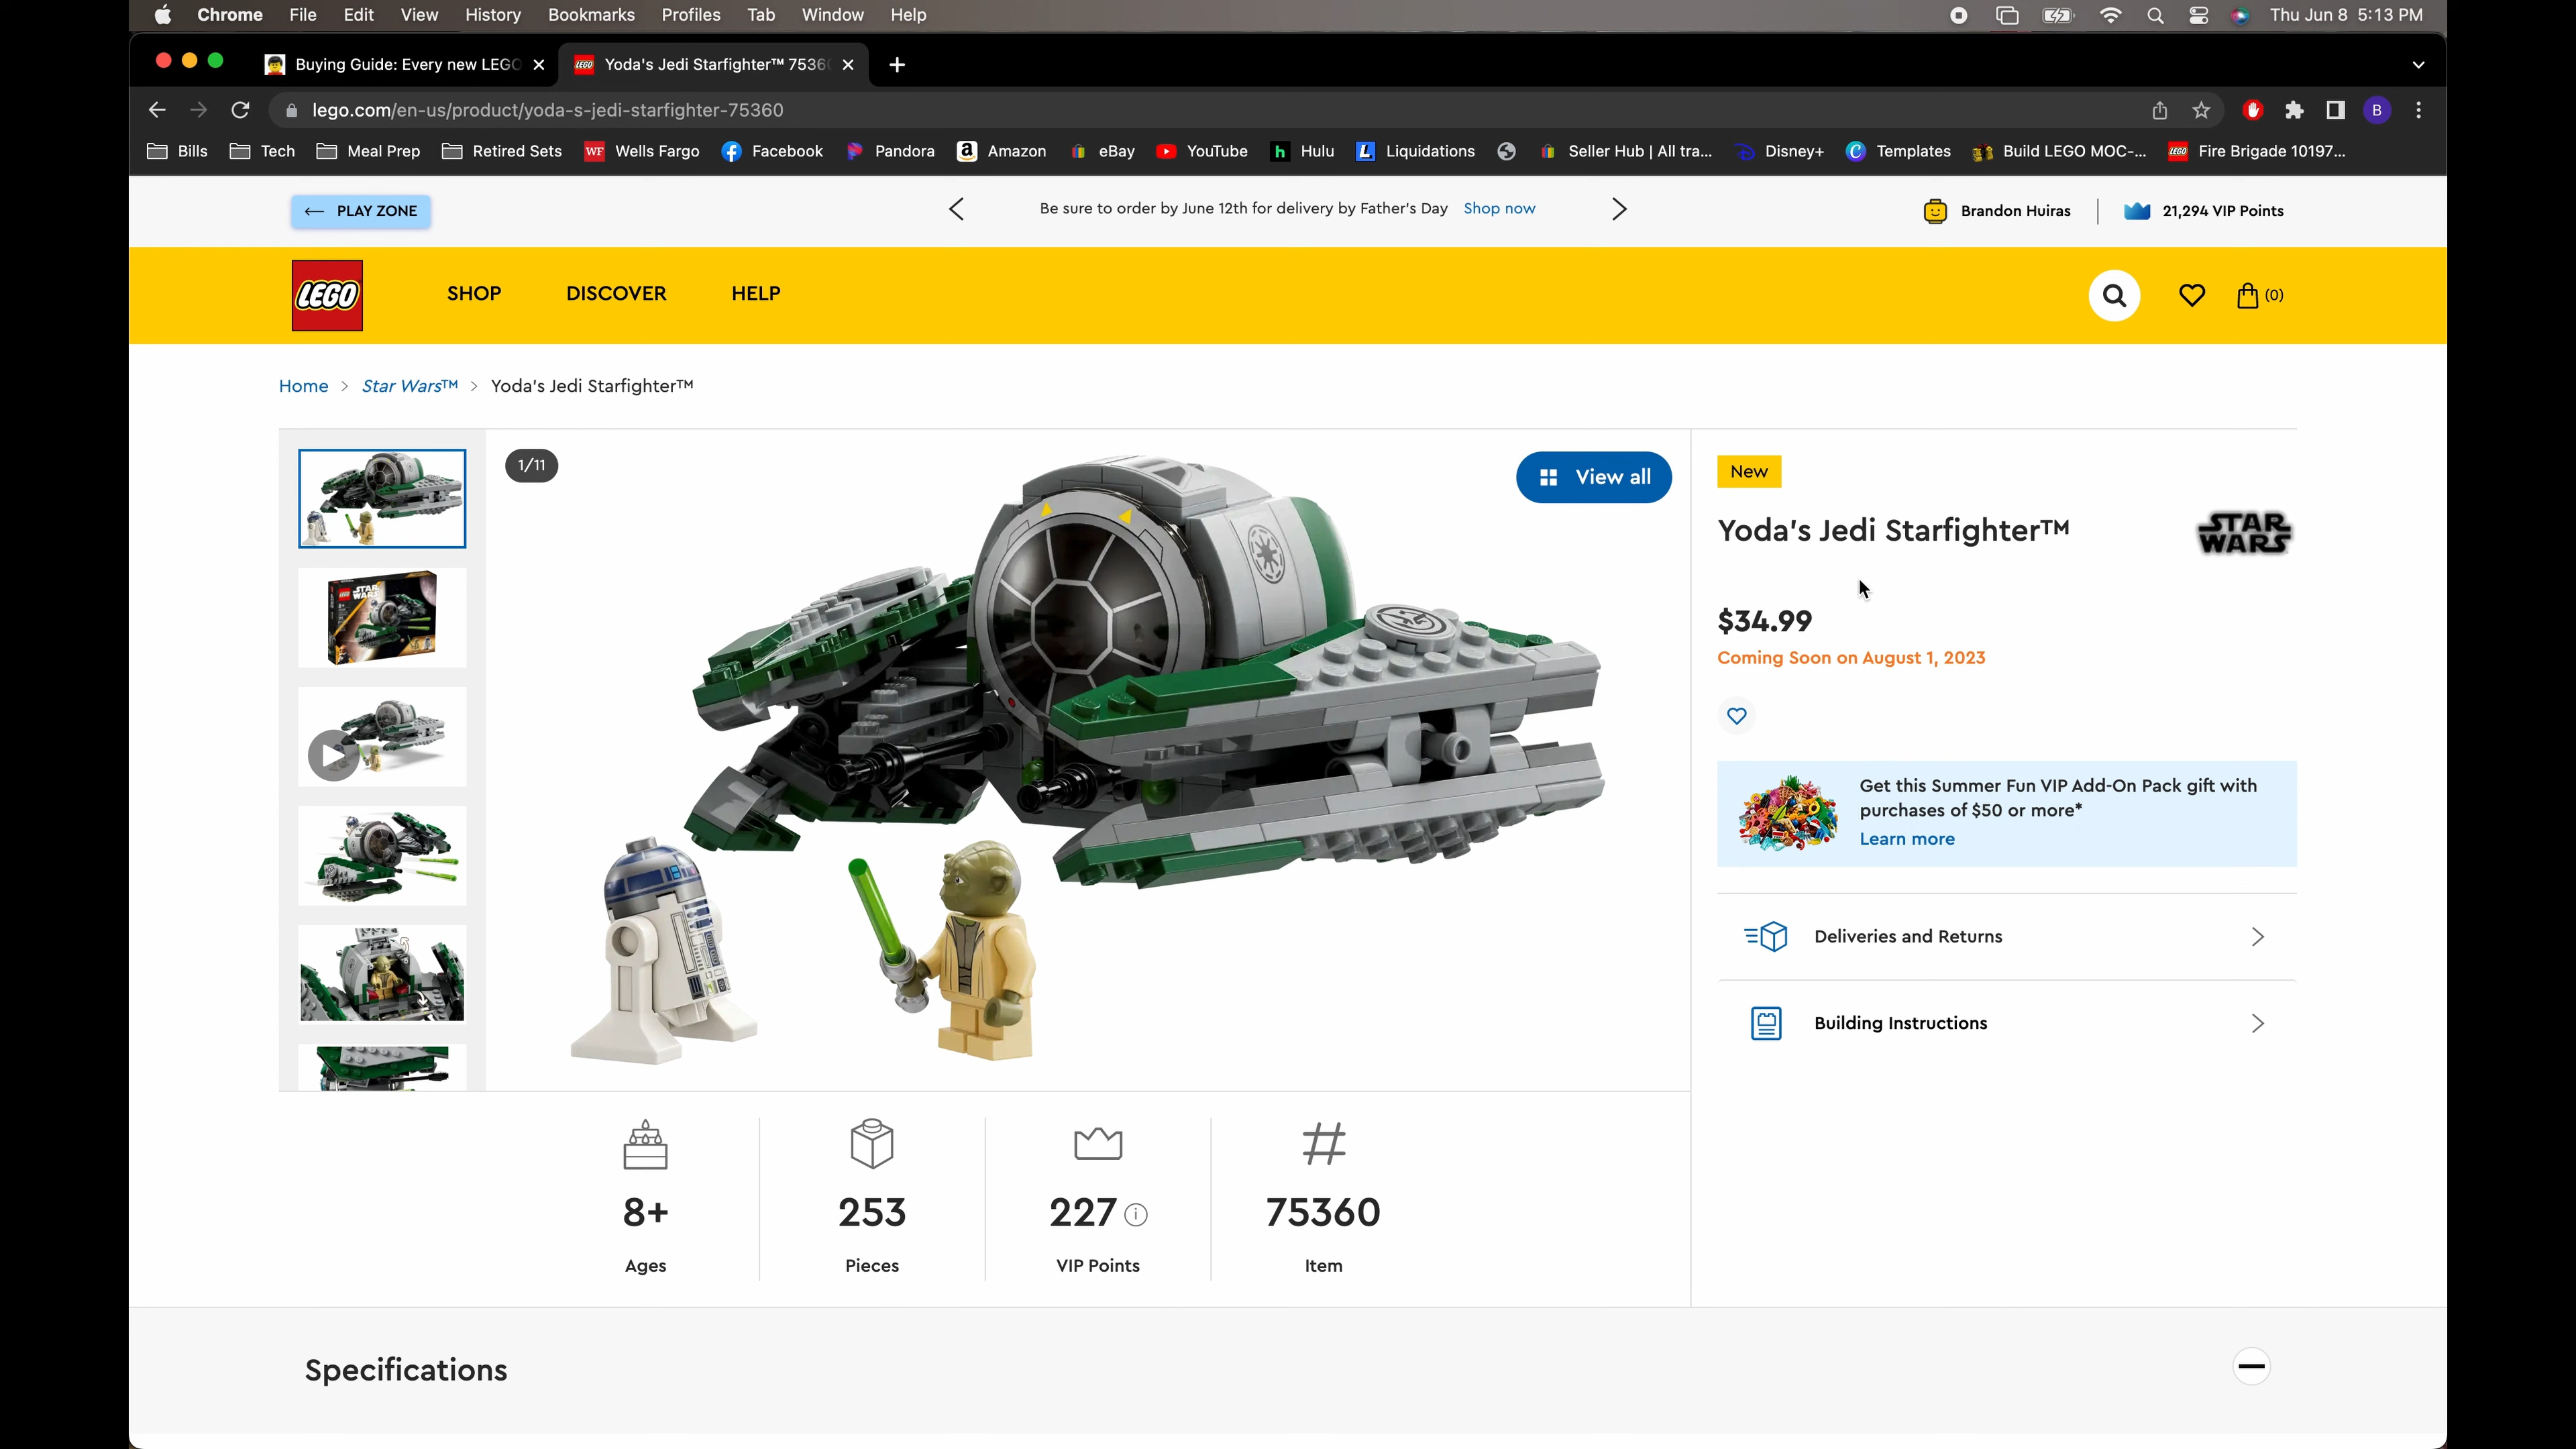 Chrome File Edit View History Bookmarks Profiles Tab Window Help Thu Jun 8 5:13 PM
Buying Guide: Every new LEGO Yoda's Jedi Starfighter™ 7536
lego.com/en-us/product/yoda-s-jedi-starfighter-75360 B
Bills Tech Meal Prep Retired Sets WF Wells Fargo Facebook Pandora Amazon eBay YouTube Hulu Liquidations Seller Hub | All tra... Disney+ Templates Build LEGO MOC-... Fire Brigade 10197...
← PLAY ZONE Be sure to order by June 12th for delivery by Father's Day Shop now Brandon Huiras 21,294 VIP Points
LEGO SHOP DISCOVER HELP (0)
Home > Star Wars™ > Yoda's Jedi Starfighter™
1/11
View all
New
Yoda's Jedi Starfighter™
STAR WARS
$34.99
Coming Soon on August 1, 2023
Get this Summer Fun VIP Add-On Pack gift with
purchases of $50 or more*
Learn more
Deliveries and Returns
Building Instructions
8+ 253 227 75360
Ages Pieces VIP Points Item
Specifications